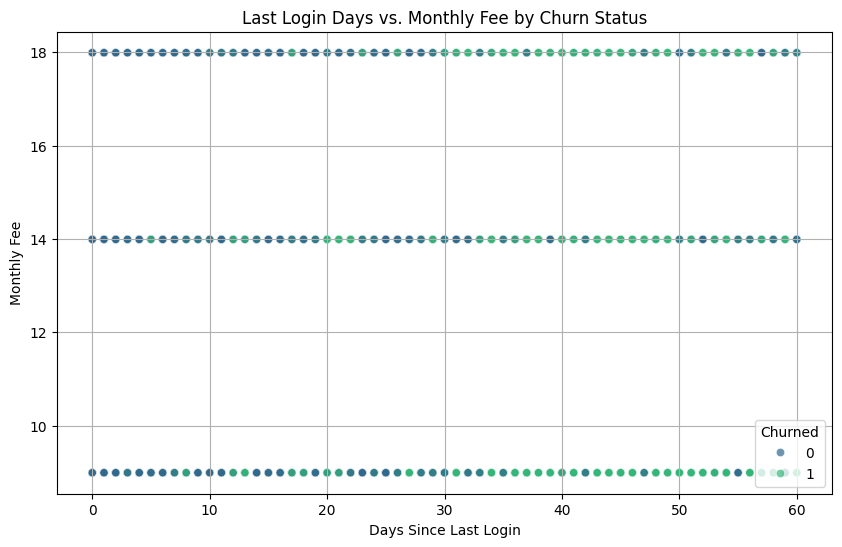 Last Login Days vs. Monthly Fee by Churn Status
18
16
14
12
10
Monthly Fee
Churned
0
1
0 10 20 30 40 50 60
Days Since Last Login